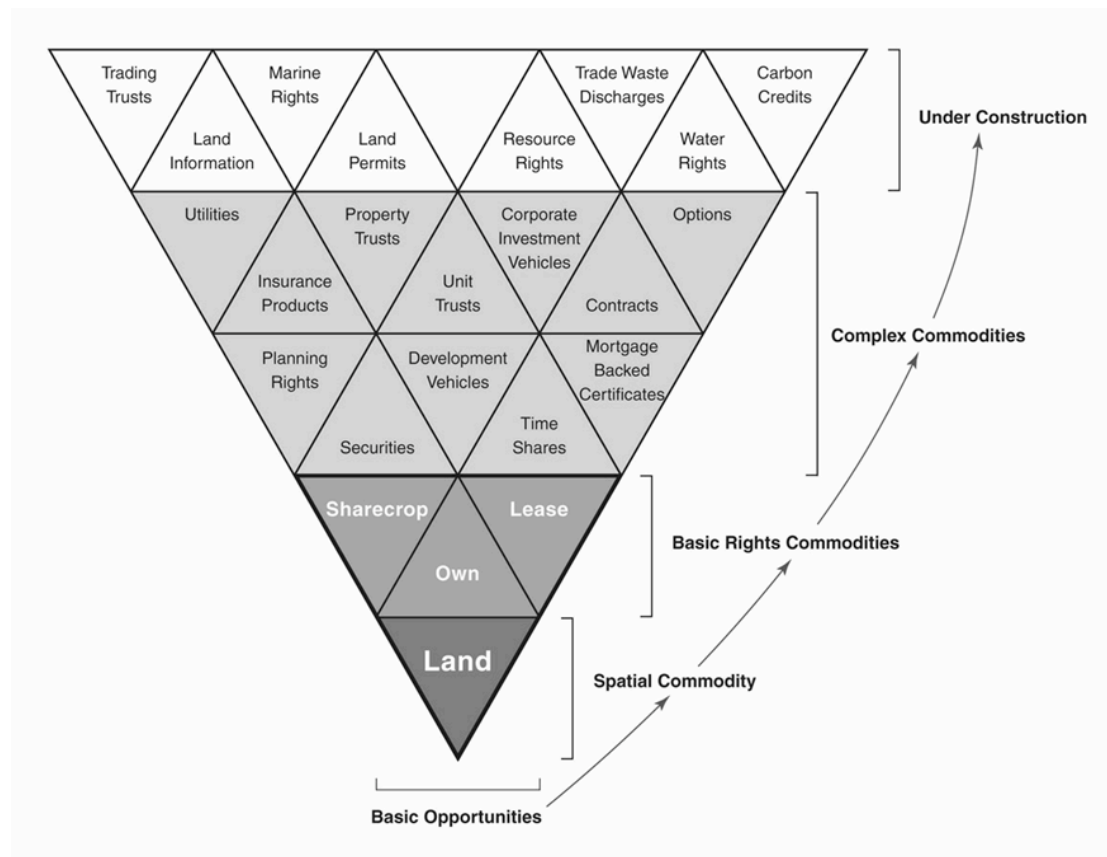 Trading
Trusts
Marine
Rights
Trade Waste
Discharges
Carbon
Credits
Land
Information
Land
Permits
Resource
Rights
Water
Rights
Under Construction
Utilities
Property
Trusts
Corporate
Investment
Vehicles
Options
Insurance
Products
Unit
Trusts
Contracts
Complex Commodities
Planning
Rights
Development
Vehicles
Mortgage
Backed
Certificates
Securities
Time
Shares
Sharecrop
Lease
Own
Basic Rights Commodities
Land
Spatial Commodity
Basic Opportunities